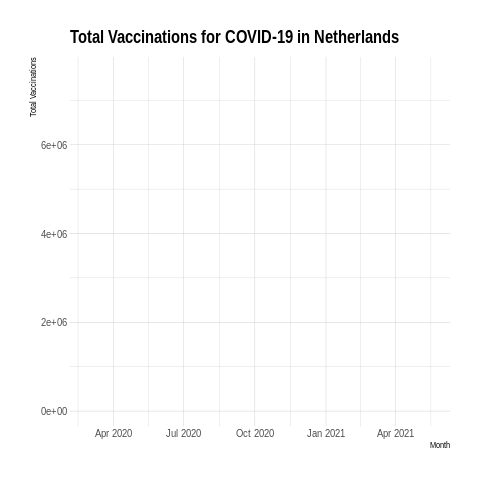 Total Vaccinations for COVID-19 in Netherlands
Total Vaccinations
6e+06
4e+06
2e+06
0e+00
Apr 2020 Jul 2020 Oct 2020 Jan 2021 Apr 2021
Month